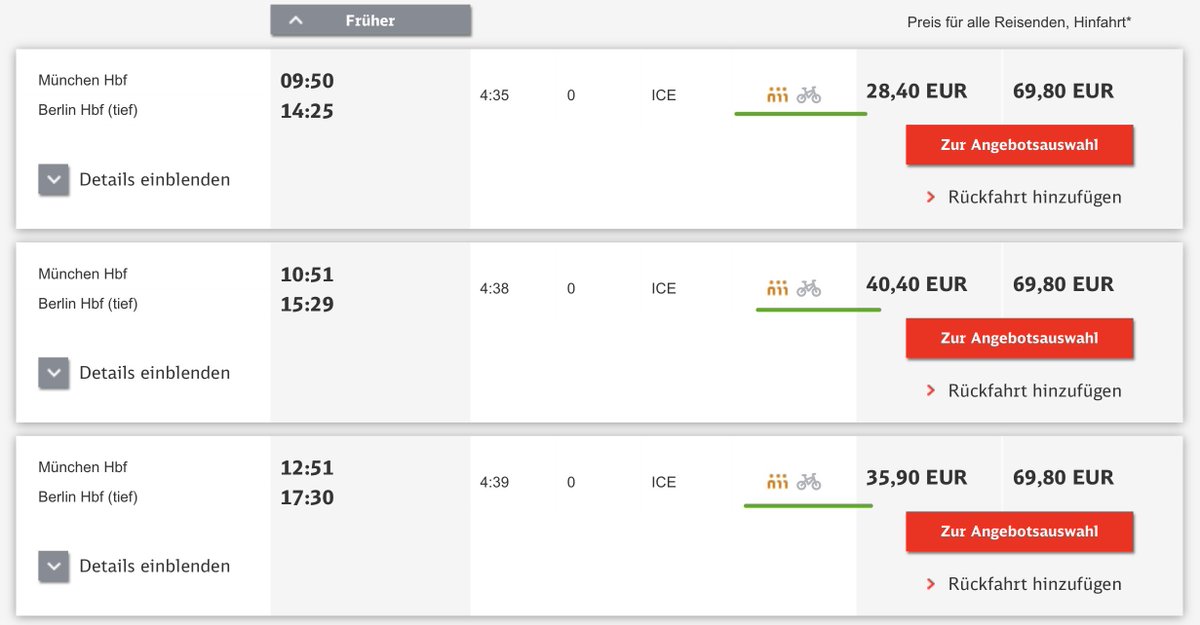 Früher
Preis für alle Reisenden, Hinfahrt*
München Hbf
Berlin Hbf (tief)
09:50
14:25
4:35
0
ICE
28,40 EUR
69,80 EUR
Zur Angebotsauswahl
Details einblenden
Rückfahrt hinzufügen
München Hbf
Berlin Hbf (tief)
10:51
15:29
4:38
0
ICE
40,40 EUR
69,80 EUR
Zur Angebotsauswahl
Details einblenden
Rückfahrt hinzufügen
München Hbf
Berlin Hbf (tief)
12:51
17:30
4:39
0
ICE
35,90 EUR
69,80 EUR
Zur Angebotsauswahl
Details einblenden
Rückfahrt hinzufügen